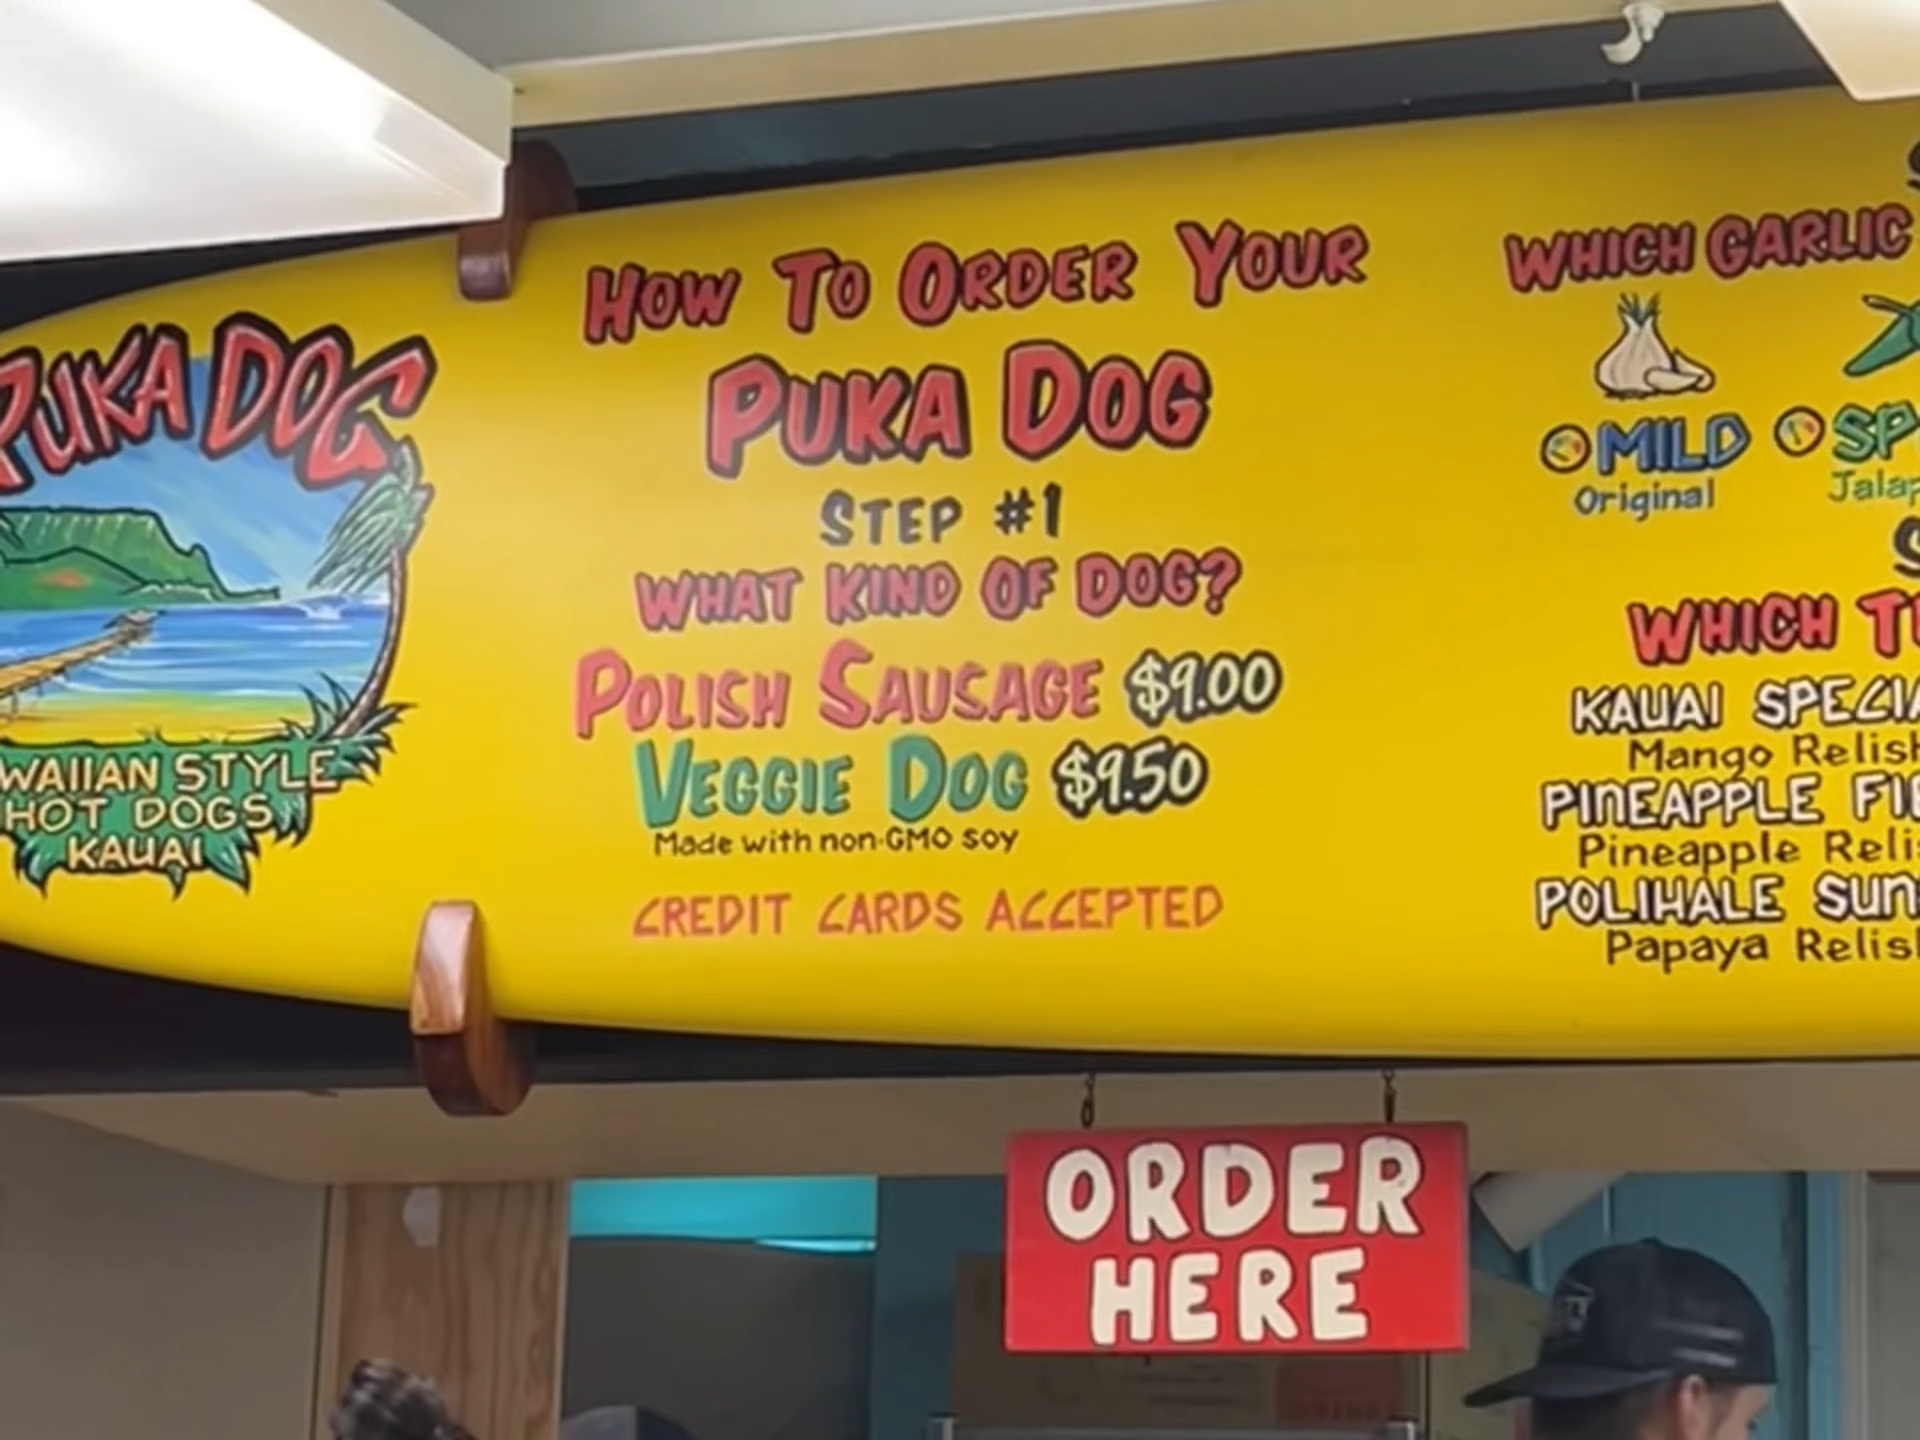 PUKA DOG
STYLE
HOT DOGS
KAUAI
HOW TO ORDER YOUR
PUKA DOG
STEP #1
WHAT KIND OF DOG?
POLISH SAUSAGE $9.00
VEGGIE DOG $9.50
Made with non-GMO soy
CREDIT CARDS ACCEPTED
WHICH GARLIC
MILD
Original
WHICH
KAUAI
Mango
PINEAPPLE
Pineapple
POLIHALE
Papaya
ORDER
HERE